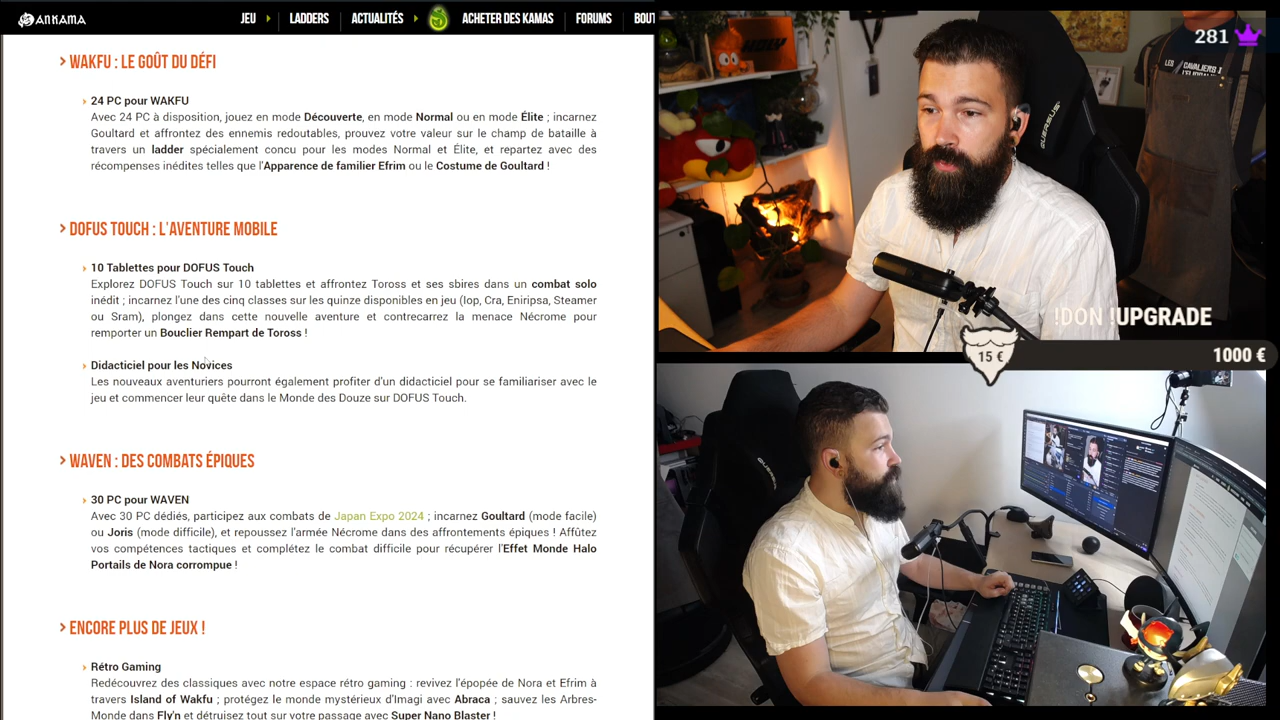 ANKAMA
JEU
LADDERS
ACTUALITÉS
ACHETER DES KAMAS
FORUMS
BOUT
WAKFU : LE GOÛT DU DÉFI
24 PC pour WAKFU
Avec 24 PC à disposition, jouez en mode Découverte, en mode Normal ou en mode Élite ; incarnez
Goultard et affrontez des ennemis redoutables, prouvez votre valeur sur le champ de bataille à
travers un ladder spécialement conçu pour les modes Normal et Élite, et repartez avec des
récompenses inédites telles que l'Apparence de familier Efrim ou le Costume de Goultard !
DOFUS TOUCH : L'AVENTURE MOBILE
10 Tablettes pour DOFUS Touch
Explorez DOFUS Touch sur 10 tablettes et affrontez Toross et ses sbires dans un combat solo
inédit ; incarnez l'une des cinq classes sur les quinze disponibles en jeu (Iop, Cra, Eniripsa, Steamer
ou Sram), plongez dans cette nouvelle aventure et contrecarrez la menace Nécrome pour
remporter un Bouclier Rempart de Toross !
Didacticiel pour les Novices
Les nouveaux aventuriers pourront également profiter d'un didacticiel pour se familiariser avec le
jeu et commencer leur quête dans le Monde des Douze sur DOFUS Touch.
WAVEN : DES COMBATS ÉPIQUES
30 PC pour WAVEN
Avec 30 PC dédiés, participez aux combats de Japan Expo 2024 ; incarnez Goultard (mode facile)
ou Joris (mode difficile), et repoussez l'armée Nécrome dans des affrontements épiques ! Affûtez
vos compétences tactiques et complétez le combat difficile pour récupérer l'Effet Monde Halo
Portails de Nora corrompue !
ENCORE PLUS DE JEUX !
Rétro Gaming
Redécouvrez des classiques avec notre espace rétro gaming : revivez l'épopée de Nora et Efrim à
travers Island of Wakfu ; protégez le monde mystérieux d'Imagi avec Abraca ; sauvez les Arbres-
Monde dans Fly'n et détruisez tout sur votre passage avec Super Nano Blaster !
281
LES CAVALIERS
!DON !UPGRADE
15 €
1000 €